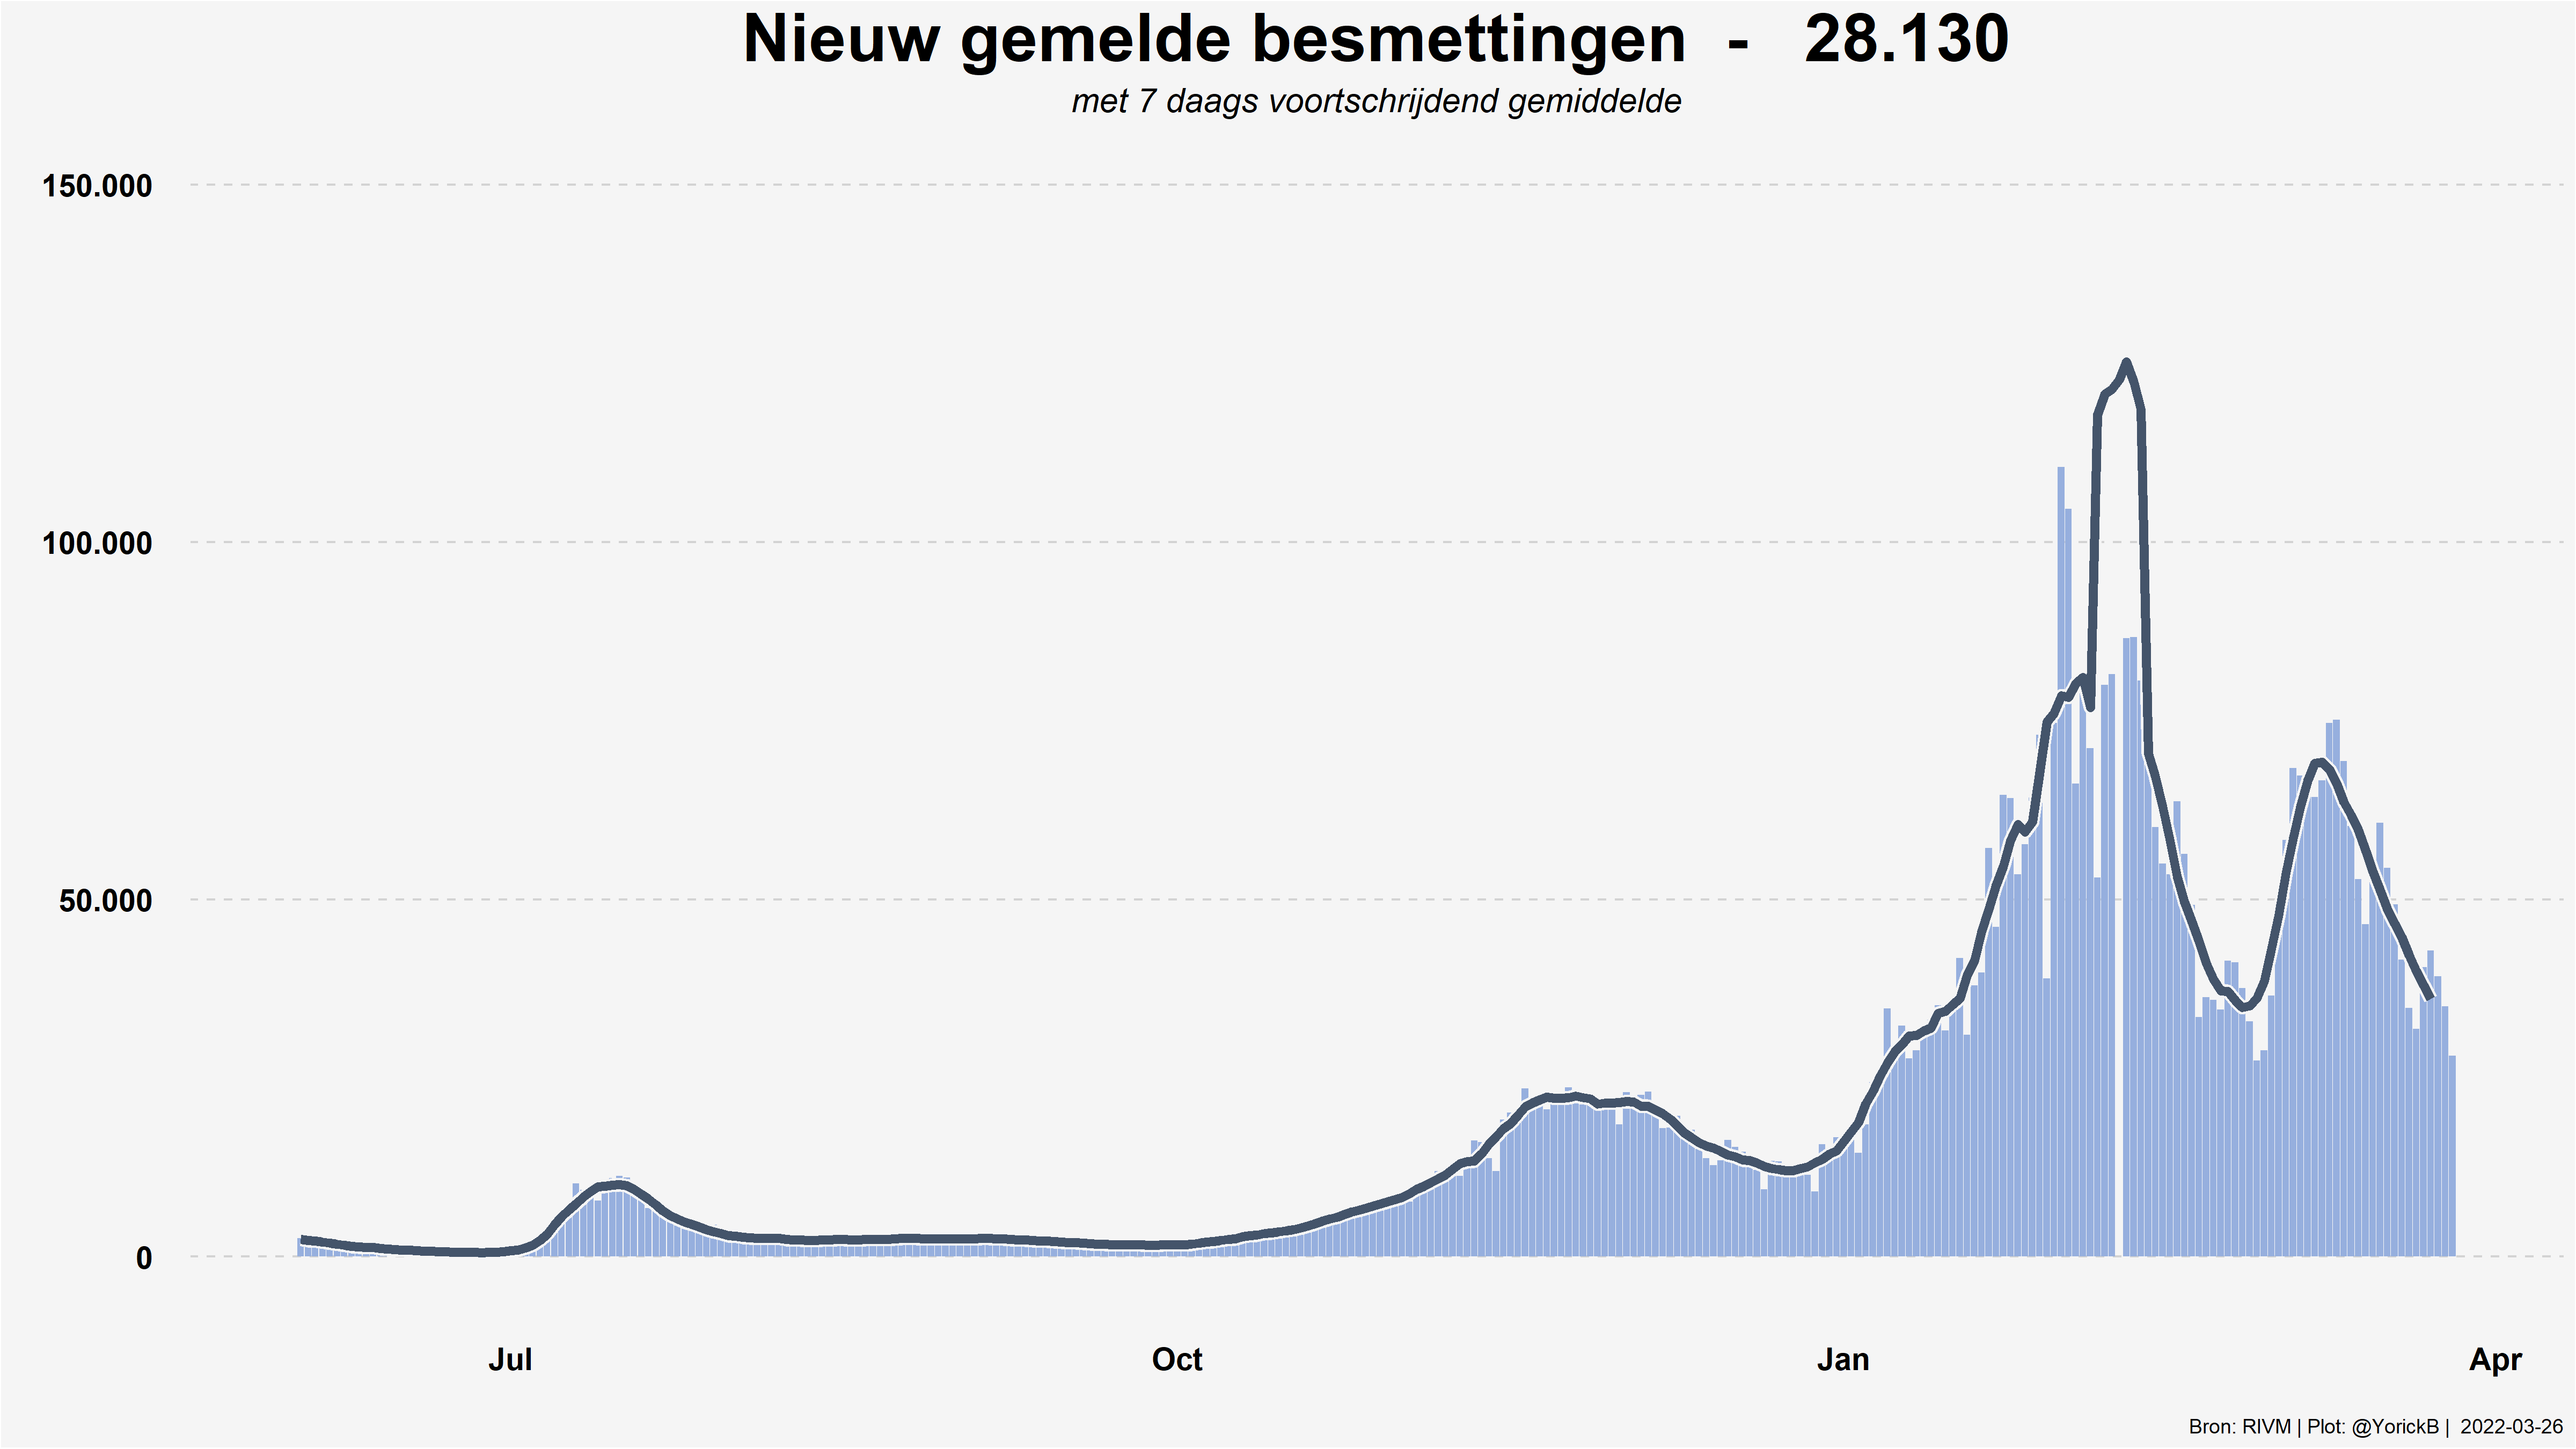 Nieuw gemelde besmettingen - 28.130
met 7 daags voortschrijdend gemiddelde
150.000
100.000
50.000
0
Jul Oct Jan Apr
Bron: RIVM | Plot: @YorickB | 2022-03-26